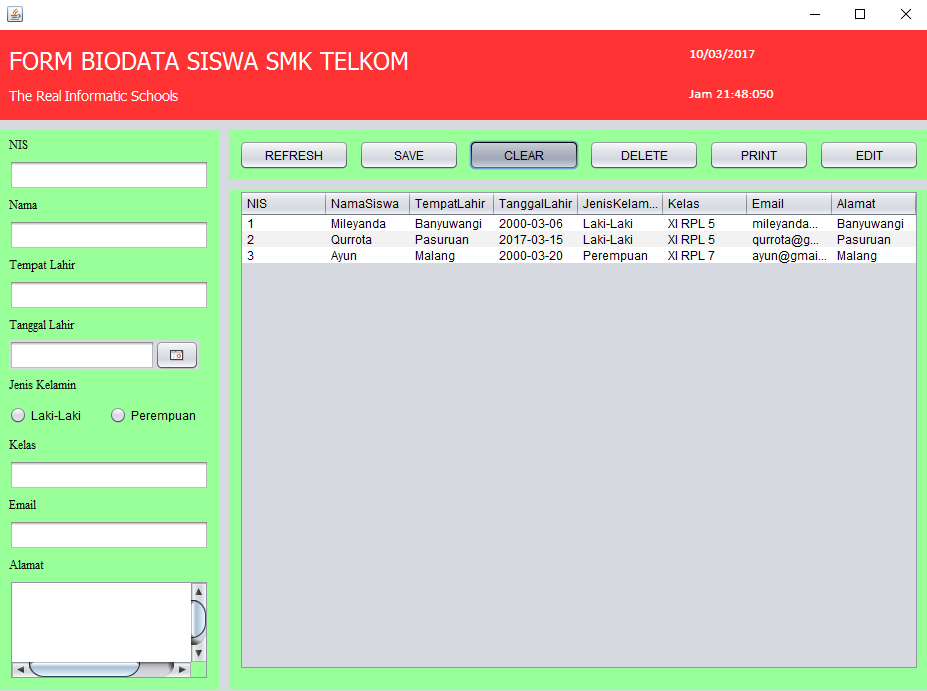 FORM BIODATA SISWA SMK TELKOM
The Real Informatic Schools
10/03/2017
Jam 21:48:050
NIS
Nama
Tempat Lahir
Tanggal Lahir
Jenis Kelamin
Laki-Laki Perempuan
Kelas
Email
Alamat
REFRESH SAVE CLEAR DELETE PRINT EDIT
NIS NamaSiswa TempatLahir TanggalLahir JenisKelam... Kelas Email Alamat
1 Mileyanda Banyuwangi 2000-03-06 Laki-Laki XI RPL 5 mileyanda... Banyuwangi
2 Qurrota Pasuruan 2017-03-15 Laki-Laki XI RPL 5 qurrota@g... Pasuruan
3 Ayun Malang 2000-03-20 Perempuan XI RPL 7 ayun@gmai... Malang